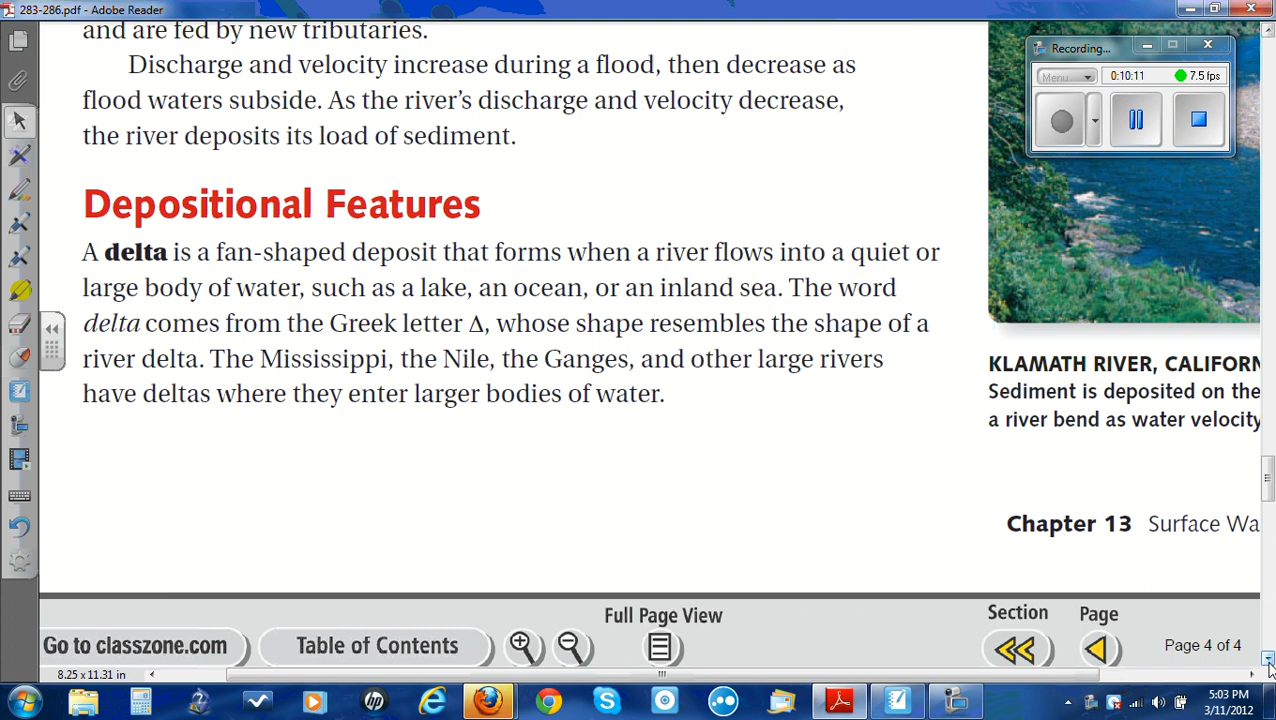 283-286.pdf - Adobe Reader
and are fed by new tributaries.
Discharge and velocity increase during a flood, then decrease as
flood waters subside. As the river's discharge and velocity decrease,
the river deposits its load of sediment.
Depositional Features
A delta is a fan-shaped deposit that forms when a river flows into a quiet or
large body of water, such as a lake, an ocean, or an inland sea. The word
delta comes from the Greek letter Δ, whose shape resembles the shape of a
river delta. The Mississippi, the Nile, the Ganges, and other large rivers
have deltas where they enter larger bodies of water.
Recording...
Menu
0:10:11
7.5 fps
KLAMATH RIVER, CALIFORN
Sediment is deposited on the
a river bend as water velocity
Chapter 13 Surface Wa
Go to classzone.com
Table of Contents
Full Page View
Section
Page
Page 4 of 4
8.25 x 11.31 in
5:03 PM
3/11/2012